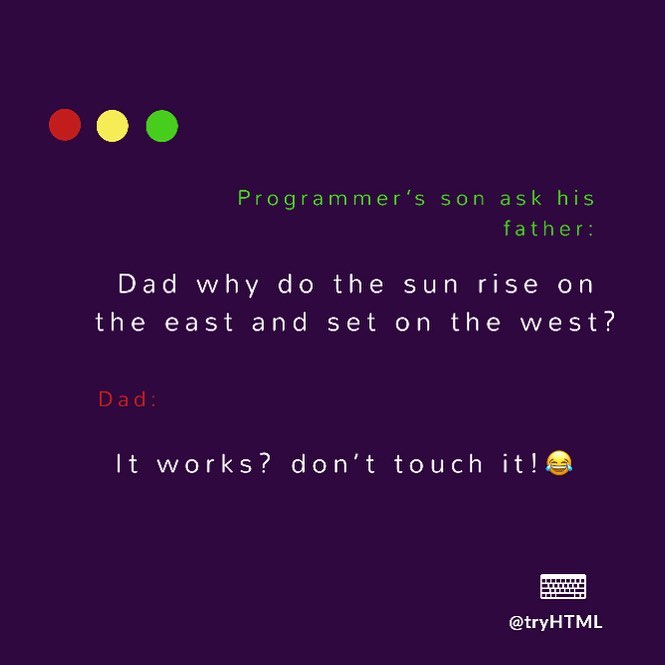 Programmer’s son ask his
father:
Dad why do the sun rise on
the east and set on the west?
Dad:
It works? don’t touch it!😂
@tryHTML